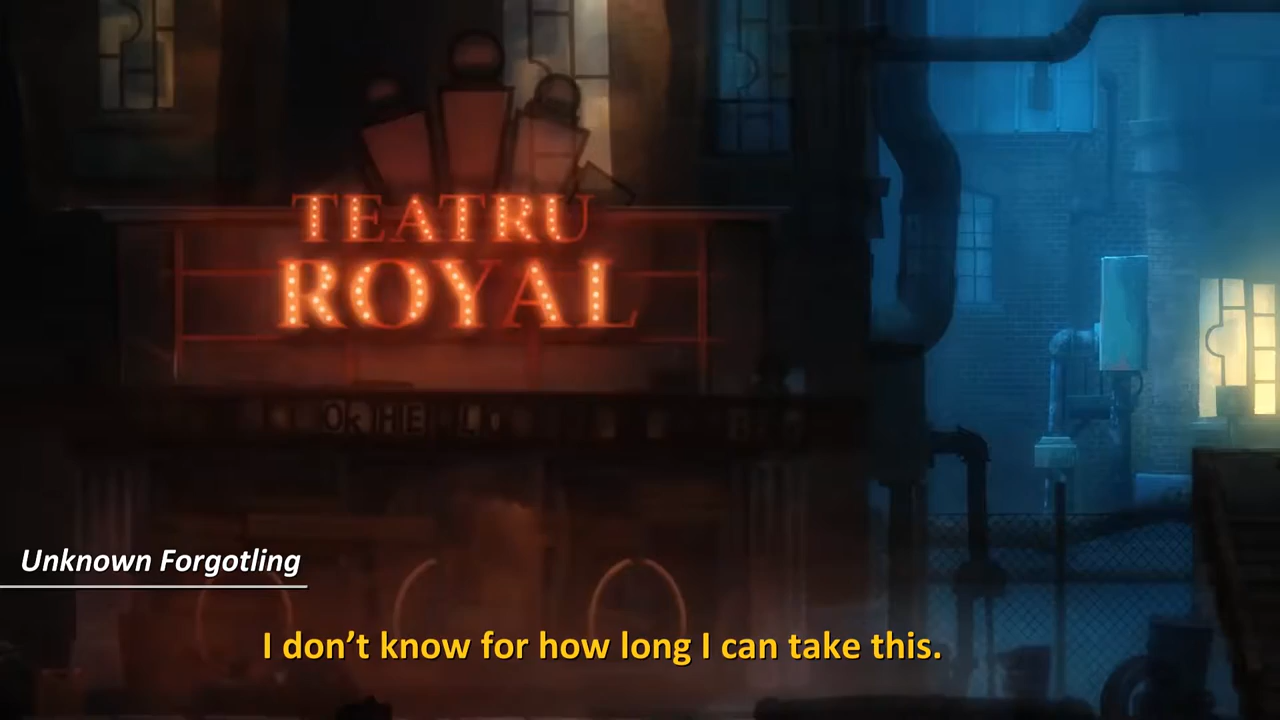 TEATRU
ROYAL
Unknown Forgotling
I don't know for how long I can take this.